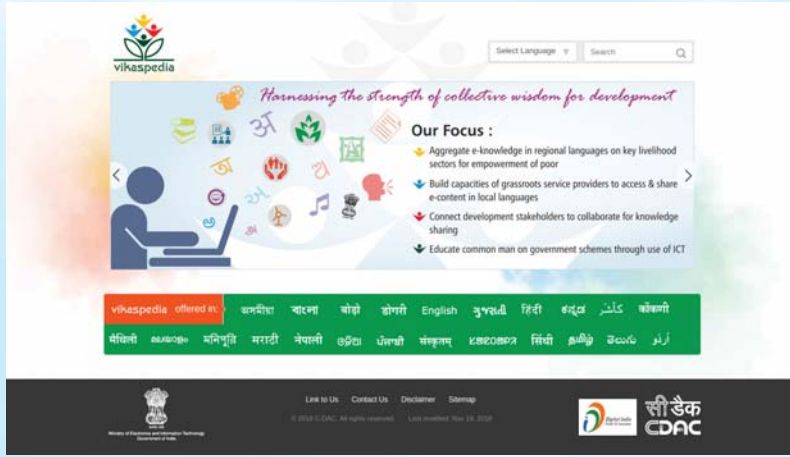 vikaspedia
Select Language
Search
Harnessing the strength of collective wisdom for development
Our Focus :
Aggregate e-knowledge in regional languages on key livelihood
sectors for empowerment of poor
Build capacities of grassroots service providers to access & share
e-content in local languages
Connect development stakeholders to collaborate for knowledge
sharing
Educate common man on government schemes through use of ICT
अ
vikaspedia offered in: অসমীয়া বাংলা बोड़ो डोगरी English ગુજરાતી हिंदी ಕನ್ನಡ كأشُر कोंकणी
मैथिली മലയാളം मनिपुरि मराठी नेपाली ଓଡ଼ିଆ ਪੰਜਾਬੀ संस्कृतम् सिंधी தமிழ் తెలుగు أردو
Link to Us Contact Us Disclaimer Sitemap
© 2018 C-DAC. All rights reserved. Last modified: Nov 19, 2018
Ministry of Electronics and Information Technology
Government of India
Digital India
सी डैक
CDAC